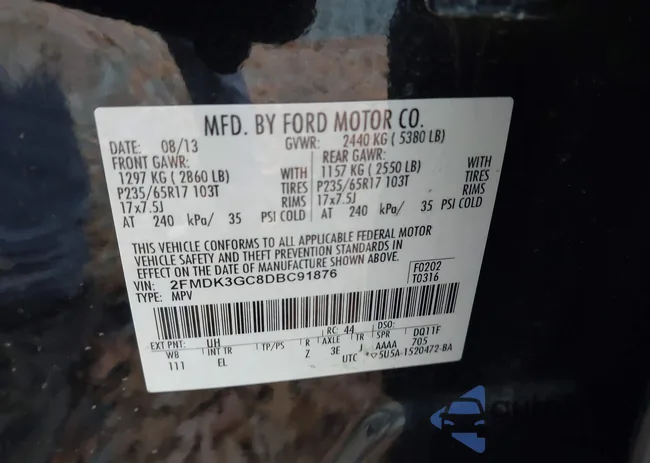 MFD. BY FORD MOTOR CO.
DATE: 08/13 GVWR: 2440 KG ( 5380 LB)
FRONT GAWR: REAR GAWR:
1297 KG ( 2860 LB) WITH 1157 KG ( 2550 LB) WITH
P235/65R17 103T TIRES P235/65R17 103T TIRES
17x7.5J RIMS 17x7.5J RIMS
AT 240 kPa/ 35 PSI COLD AT 240 kPa/ 35 PSI COLD
THIS VEHICLE CONFORMS TO ALL APPLICABLE FEDERAL MOTOR
VEHICLE SAFETY AND THEFT PREVENTION STANDARDS IN
EFFECT ON THE DATE OF MANUFACTURE SHOWN ABOVE.
VIN: 2FMDK3GC8DBC91876 F0202
TYPE: MPV T0316
EXT PNT: UH RC: 44 DSO:
WB INT TR TP/PS R AXLE TR SPR DQ11F
111 EL Z 3E J AAAA 705
UTC 5U5A-1520472-BA